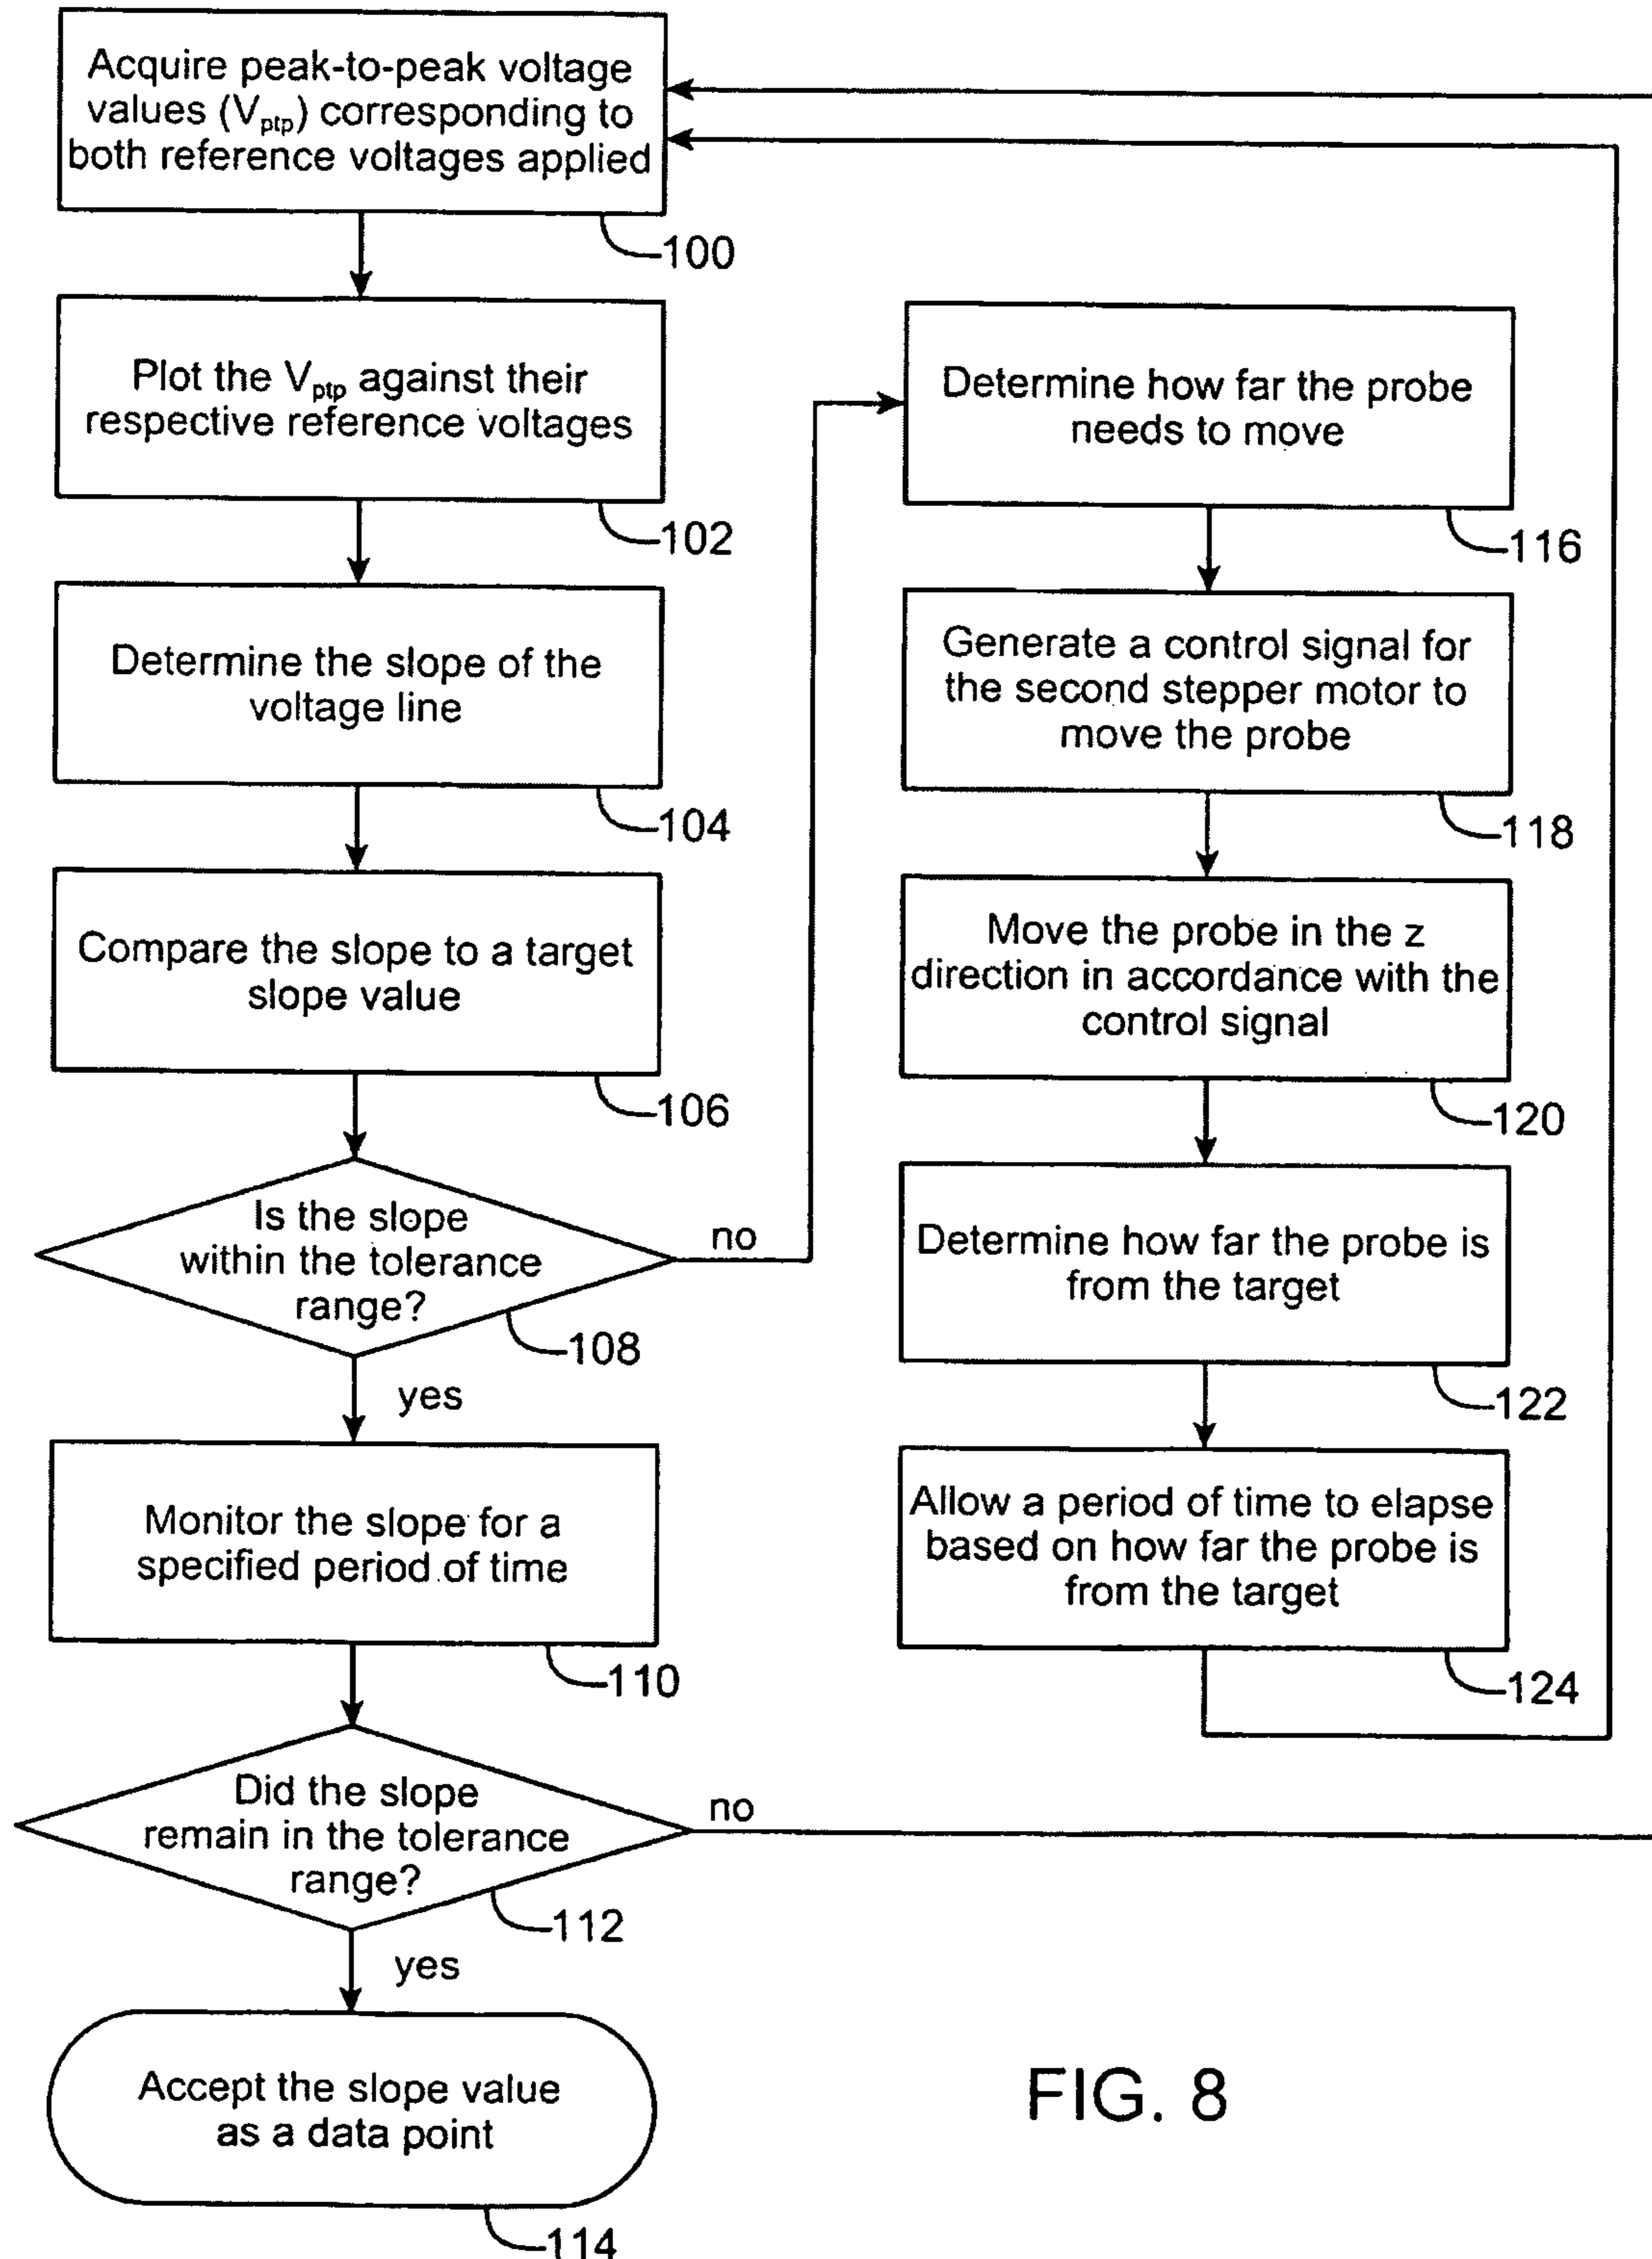 Acquire peak-to-peak voltage
values (Vptp) corresponding to
both reference voltages applied
100
Plot the Vptp against their
respective reference voltages
102
Determine the slope of the
voltage line
104
Compare the slope to a target
slope value
106
Is the slope
within the tolerance
range?
no
108
yes
Monitor the slope for a
specified period of time
110
Did the slope
remain in the tolerance
range?
no
112
yes
Accept the slope value
as a data point
114
Determine how far the probe
needs to move
116
Generate a control signal for
the second stepper motor to
move the probe
118
Move the probe in the z
direction in accordance with the
control signal
120
Determine how far the probe is
from the target
122
Allow a period of time to elapse
based on how far the probe is
from the target
124
FIG. 8